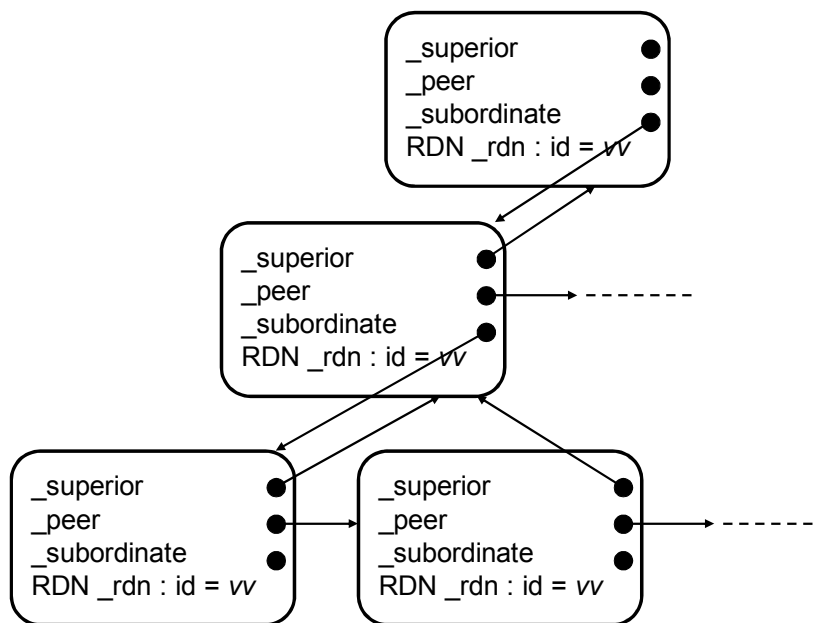 _superior
_peer
_subordinate
RDN _rdn : id = vv
_superior
_peer
_subordinate
RDN _rdn : id = vv
_superior
_peer
_subordinate
RDN _rdn : id = vv
_superior
_peer
_subordinate
RDN _rdn : id = vv